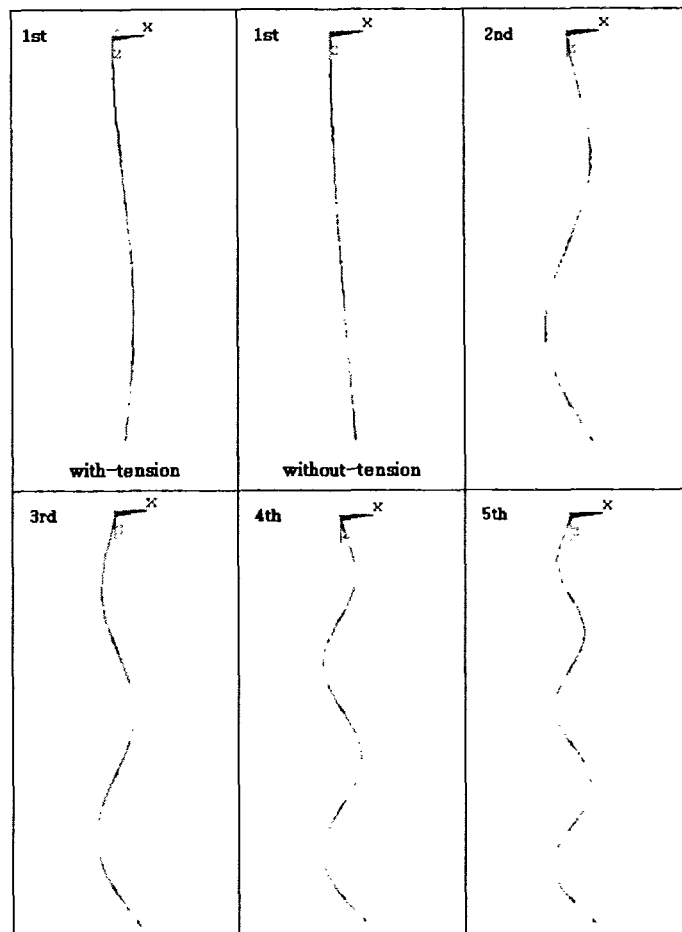 1st
X
Z
with-tension
1st
X
Z
without-tension
2nd
X
3rd
X
4th
X
Z
5th
X